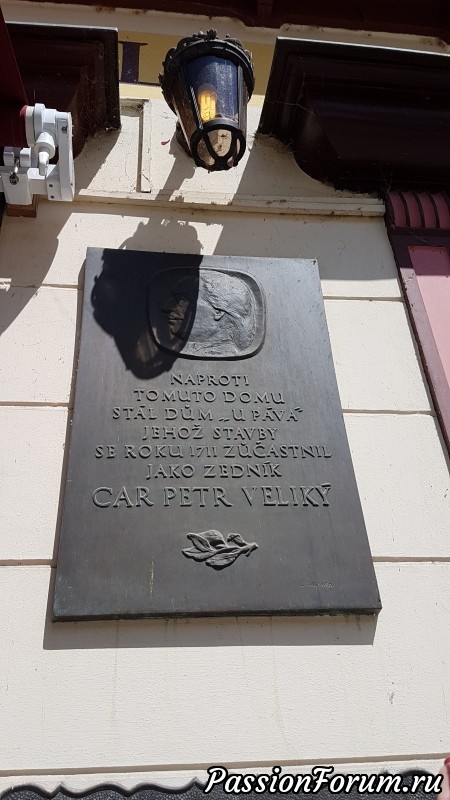 NAPROTI
TOMUTO DOMU
STÁL DŮM „U PÁVA"
JEHOŽ STAVBY
SE ROKU 1711 ZÚČASTNIL
JAKO ZEDNÍK
CAR PETR VELIKÝ
PassionForum.ru